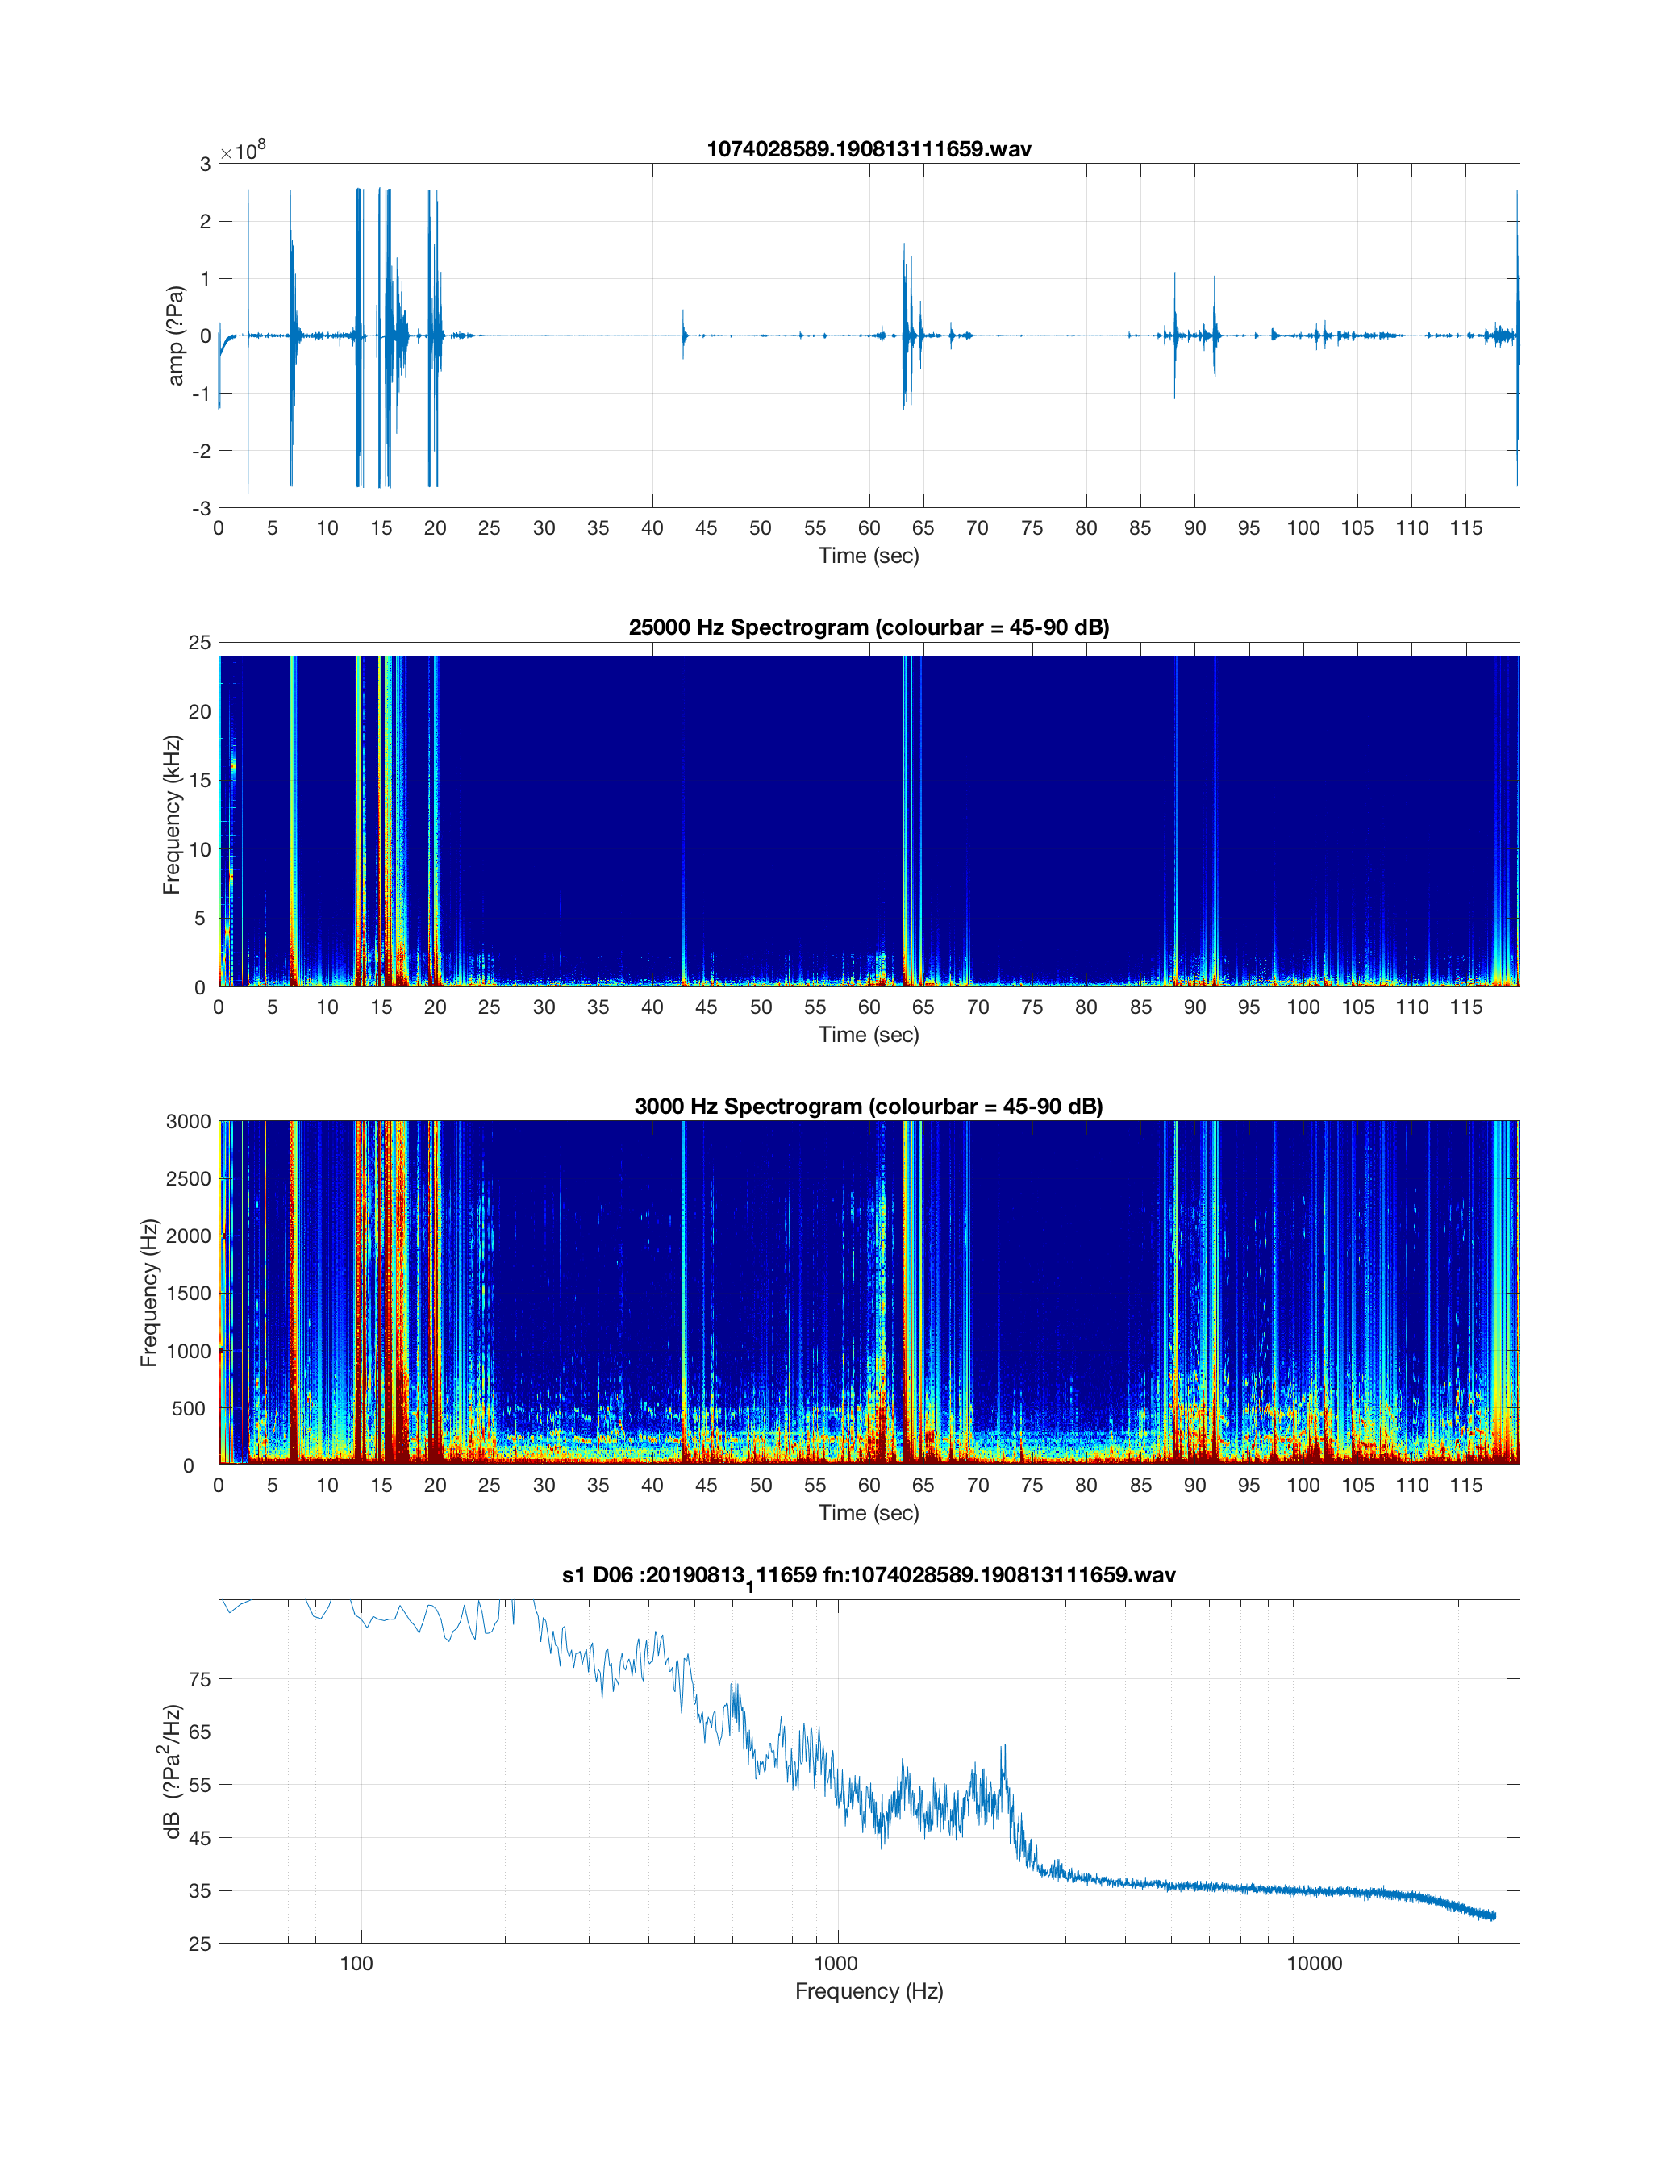 1074028589.190813111659.wav
×10⁸
3
2
1
0
-1
-2
-3
amp (?Pa)
0 5 10 15 20 25 30 35 40 45 50 55 60 65 70 75 80 85 90 95 100 105 110 115
Time (sec)
25000 Hz Spectrogram (colourbar = 45-90 dB)
25
20
15
10
5
0
Frequency (kHz)
0 5 10 15 20 25 30 35 40 45 50 55 60 65 70 75 80 85 90 95 100 105 110 115
Time (sec)
3000 Hz Spectrogram (colourbar = 45-90 dB)
3000
2500
2000
1500
1000
500
0
Frequency (Hz)
0 5 10 15 20 25 30 35 40 45 50 55 60 65 70 75 80 85 90 95 100 105 110 115
Time (sec)
s1 D06 :20190813₁11659 fn:1074028589.190813111659.wav
75
65
55
45
35
25
dB (?Pa²/Hz)
100 1000 10000
Frequency (Hz)